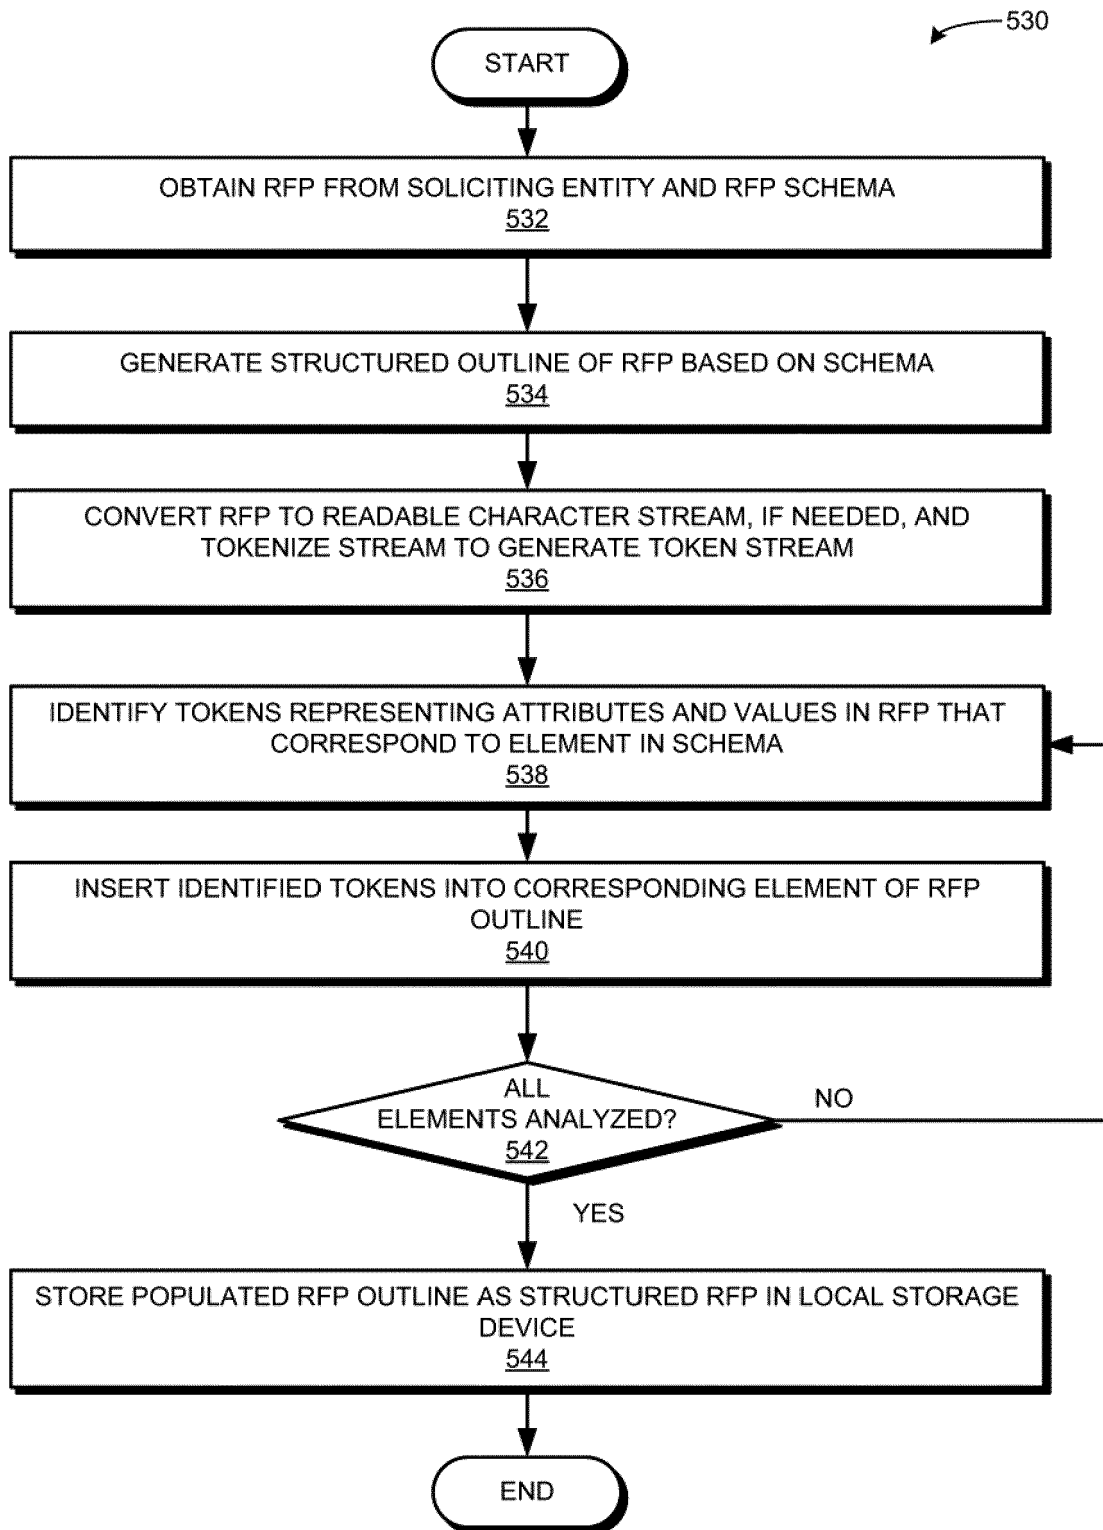 530
START
OBTAIN RFP FROM SOLICITING ENTITY AND RFP SCHEMA
532
GENERATE STRUCTURED OUTLINE OF RFP BASED ON SCHEMA
534
CONVERT RFP TO READABLE CHARACTER STREAM, IF NEEDED, AND
TOKENIZE STREAM TO GENERATE TOKEN STREAM
536
IDENTIFY TOKENS REPRESENTING ATTRIBUTES AND VALUES IN RFP THAT
CORRESPOND TO ELEMENT IN SCHEMA
538
INSERT IDENTIFIED TOKENS INTO CORRESPONDING ELEMENT OF RFP
OUTLINE
540
ALL
ELEMENTS ANALYZED?
542
NO
YES
STORE POPULATED RFP OUTLINE AS STRUCTURED RFP IN LOCAL STORAGE
DEVICE
544
END